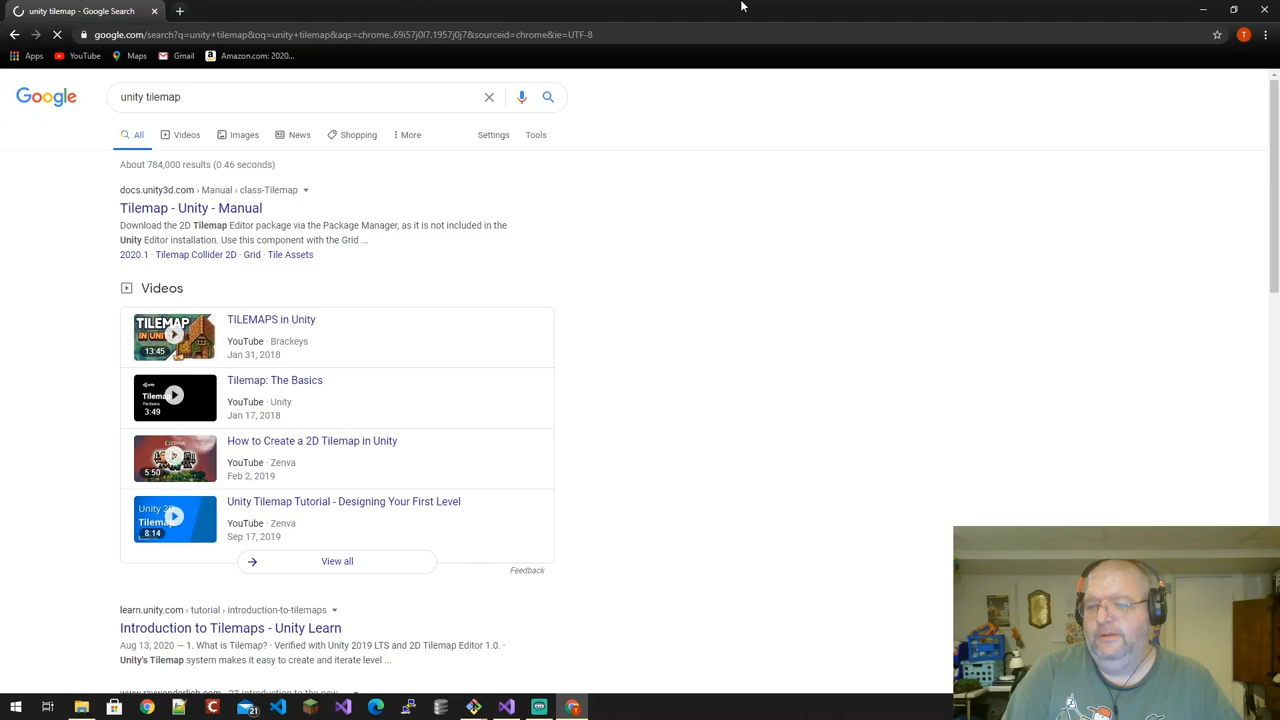 unity tilemap - Google Search
google.com/search?q=unity+tilemap&oq=unity+tilemap&aqs=chrome..69i57j0l7.1957j0j7&sourceid=chrome&ie=UTF-8
T
Apps YouTube Maps Gmail Amazon.com: 2020...
Google
unity tilemap
All Videos Images News Shopping More Settings Tools
About 784,000 results (0.46 seconds)
docs.unity3d.com › Manual › class-Tilemap
Tilemap - Unity - Manual
Download the 2D Tilemap Editor package via the Package Manager, as it is not included in the
Unity Editor installation. Use this component with the Grid ...
2020.1 · Tilemap Collider 2D · Grid · Tile Assets
Videos
TILEMAP
IN UNITY
13:45
TILEMAPS in Unity
YouTube · Brackeys
Jan 31, 2018
unity
Tilemap
The Basics
3:49
Tilemap: The Basics
YouTube · Unity
Jan 17, 2018
ZENVA
5:50
How to Create a 2D Tilemap in Unity
YouTube · Zenva
Feb 2, 2019
Unity 2D
Tilemap
8:14
Unity Tilemap Tutorial - Designing Your First Level
YouTube · Zenva
Sep 17, 2019
View all
Feedback
learn.unity.com › tutorial › introduction-to-tilemaps
Introduction to Tilemaps - Unity Learn
Aug 13, 2020 — 1. What is Tilemap? · Verified with Unity 2019 LTS and 2D Tilemap Editor 1.0. ·
Unity's Tilemap system makes it easy to create and iterate level ...
21